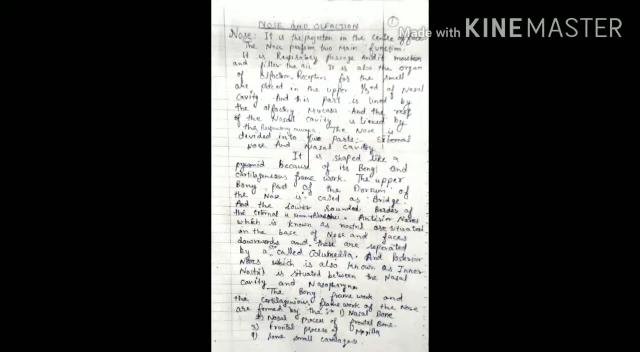 NOSE AND OLFACTION
1
Made with KINEMASTER
Nose: It is the projection in the centre of face
The Nose perform two main function.
It is Respiratory passage And it moisten
and filter the air. It is also the organ
of olfaction. Receptors for the smell
are placed in the upper 1/3rd of Nasal
Cavity And this part is lined by
the olfactory Mucosa And the rest
of the Nasal cavity is lined by
the Respiratory mucosa. The Nose is
divided into two parts:- External
nose And Nasal cavity.
It is shaped like a
pyramid because of its Bony and
cartilagenous frame work. The upper
Bony part of the Dorsum of
the Nose is called as Bridge.
And the lower Rounded Border of
the external is Anterior Nares
which is known as nostril are situated
on the base of Nose and faces
downwards and these are seperated
by a called Columella. And Posterior
Nares which is also known as Inner
Nostril is situated between the Nasal
cavity and Nasopharynx
The Bony frame work and
the cartilagenious frame work of the Nose
are formed by the is 1) Nasal Bone
2) Nasal process of frontal Bone
3) Frontal process of Maxilla
4) Some small cartilages.